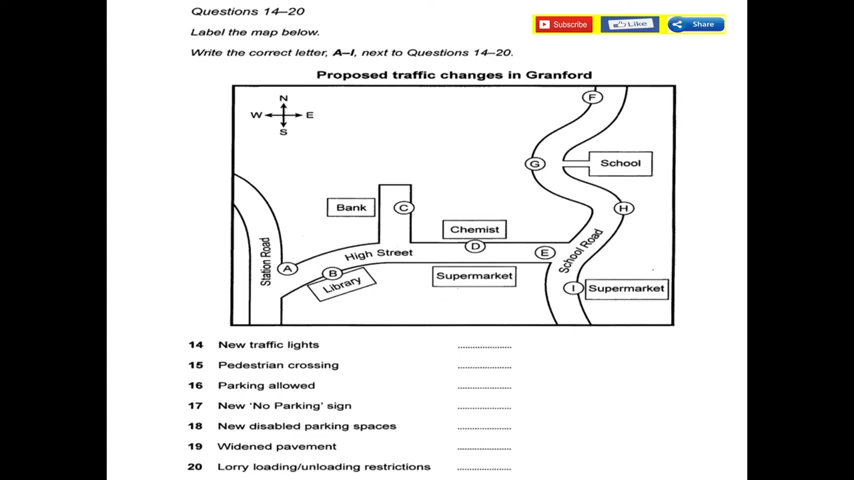 Questions 14–20
Subscribe
Like
Share
Label the map below.
Write the correct letter, A–I, next to Questions 14–20.
Proposed traffic changes in Granford
N
W
E
S
F
G
School
Bank
C
H
Chemist
D
Station Road
High Street
E
School Road
A
B
Library
Supermarket
I
Supermarket
14 New traffic lights ........................
15 Pedestrian crossing ........................
16 Parking allowed ........................
17 New ‘No Parking’ sign ........................
18 New disabled parking spaces ........................
19 Widened pavement ........................
20 Lorry loading/unloading restrictions ........................